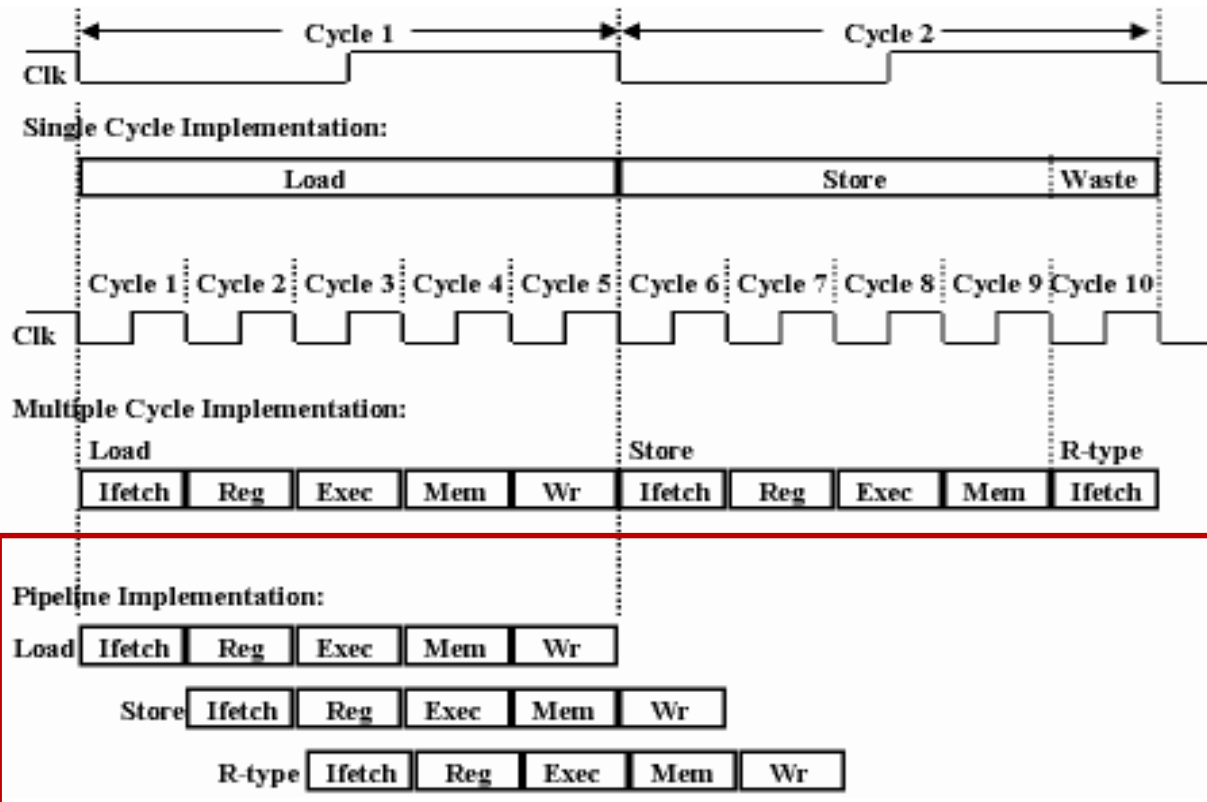 Cycle 1 Cycle 2
Clk
Single Cycle Implementation:
Load Store Waste
Cycle 1 Cycle 2 Cycle 3 Cycle 4 Cycle 5 Cycle 6 Cycle 7 Cycle 8 Cycle 9 Cycle 10
Clk
Multiple Cycle Implementation:
Load Store R-type
Ifetch Reg Exec Mem Wr Ifetch Reg Exec Mem Ifetch
Pipeline Implementation:
Load Ifetch Reg Exec Mem Wr
Store Ifetch Reg Exec Mem Wr
R-type Ifetch Reg Exec Mem Wr